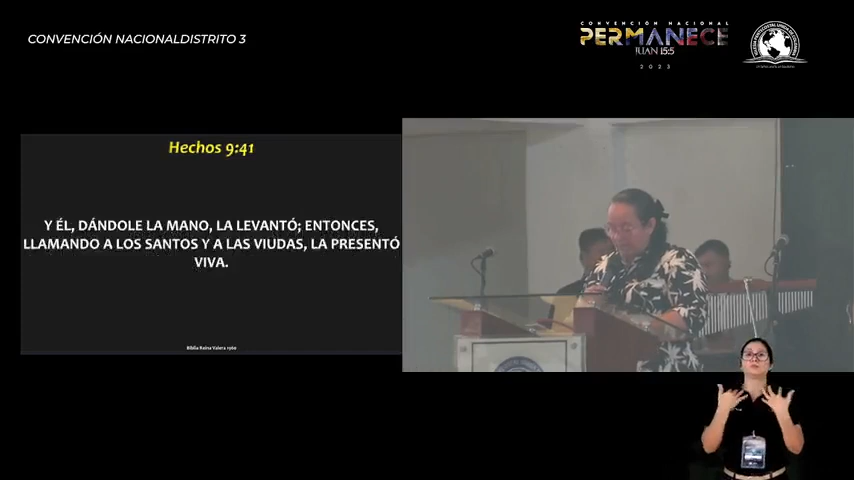 CONVENCIÓN NACIONALDISTRITO 3
CONVENCIÓN NACIONAL
PERMANECE
JUAN 15:5
2023
Hechos 9:41
Y ÉL, DÁNDOLE LA MANO, LA LEVANTÓ; ENTONCES,
LLAMANDO A LOS SANTOS Y A LAS VIUDAS, LA PRESENTÓ
VIVA.
Biblia Reina Valera 1960